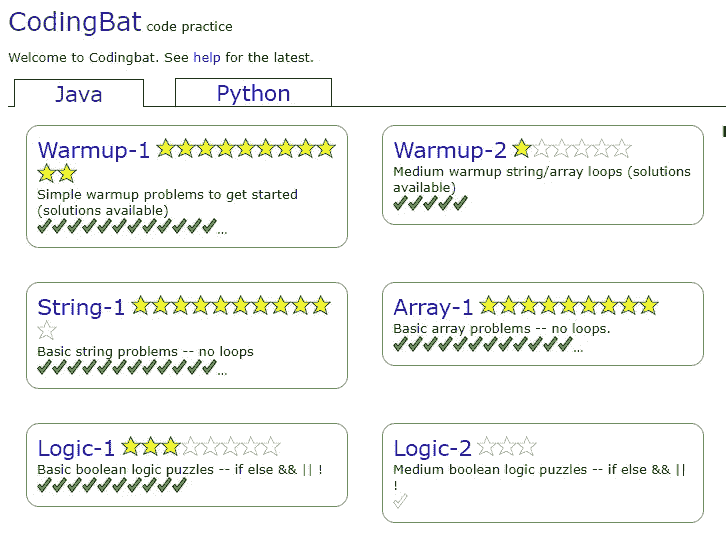 CodingBat code practice
Welcome to Codingbat. See help for the latest.
Java
Python
Warmup-1
Simple warmup problems to get started
(solutions available)
...
Warmup-2
Medium warmup string/array loops (solutions
available)
String-1
Basic string problems -- no loops
...
Array-1
Basic array problems -- no loops.
...
Logic-1
Basic boolean logic puzzles -- if else && || !
Logic-2
Medium boolean logic puzzles -- if else && ||
!